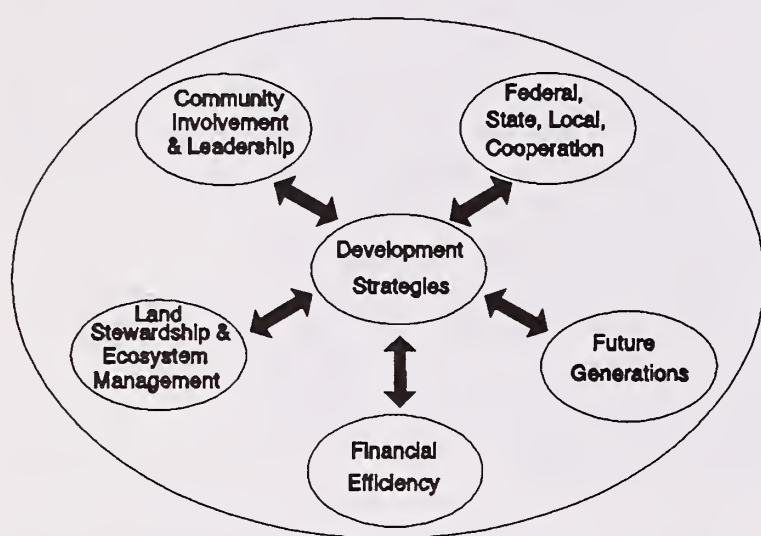 Community
Involvement
& Leadership
Federal,
State, Local,
Cooperation
Development
Strategies
Land
Stewardship &
Ecosystem
Management
Future
Generations
Financial
Efficiency